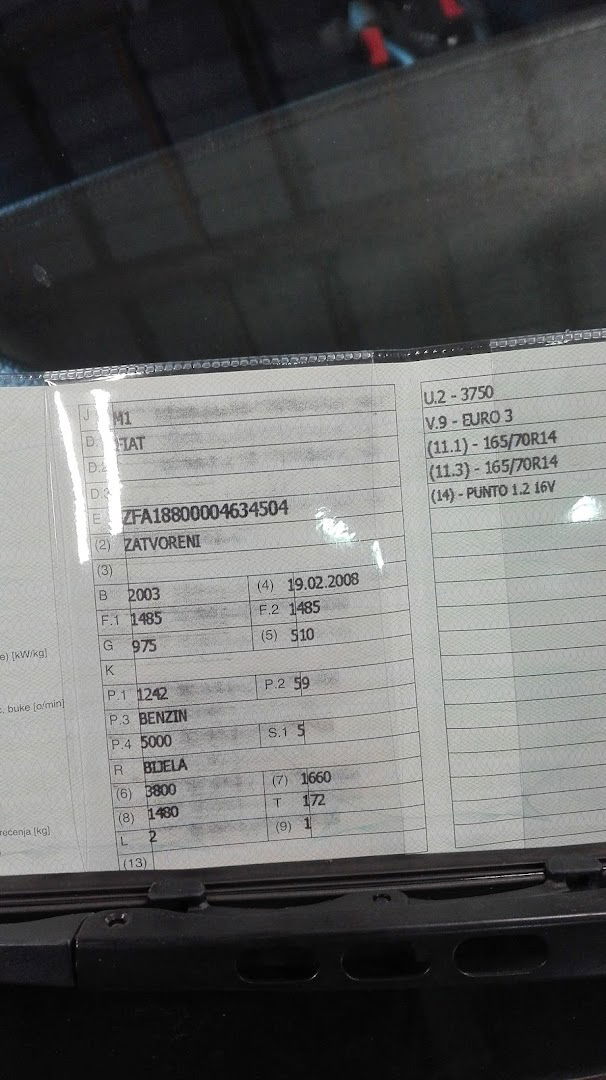 J M1
D. FIAT
D.2
D.3
E ZFA18800004634504
(2) ZATVORENI
(3)
B 2003 (4) 19.02.2008
F.1 1485 F.2 1485
G 975 (5) 510
K
P.1 1242 P.2 59
P.3 BENZIN
P.4 5000 S.1 5
R BIJELA
(6) 3800 (7) 1660
(8) 1480 T 172
L 2 (9) 1
(13)
U.2 - 3750
V.9 - EURO 3
(11.1) - 165/70R14
(11.3) - 165/70R14
(14) - PUNTO 1.2 16V
e) [kW/kg]
buke [o/min]
[kg]